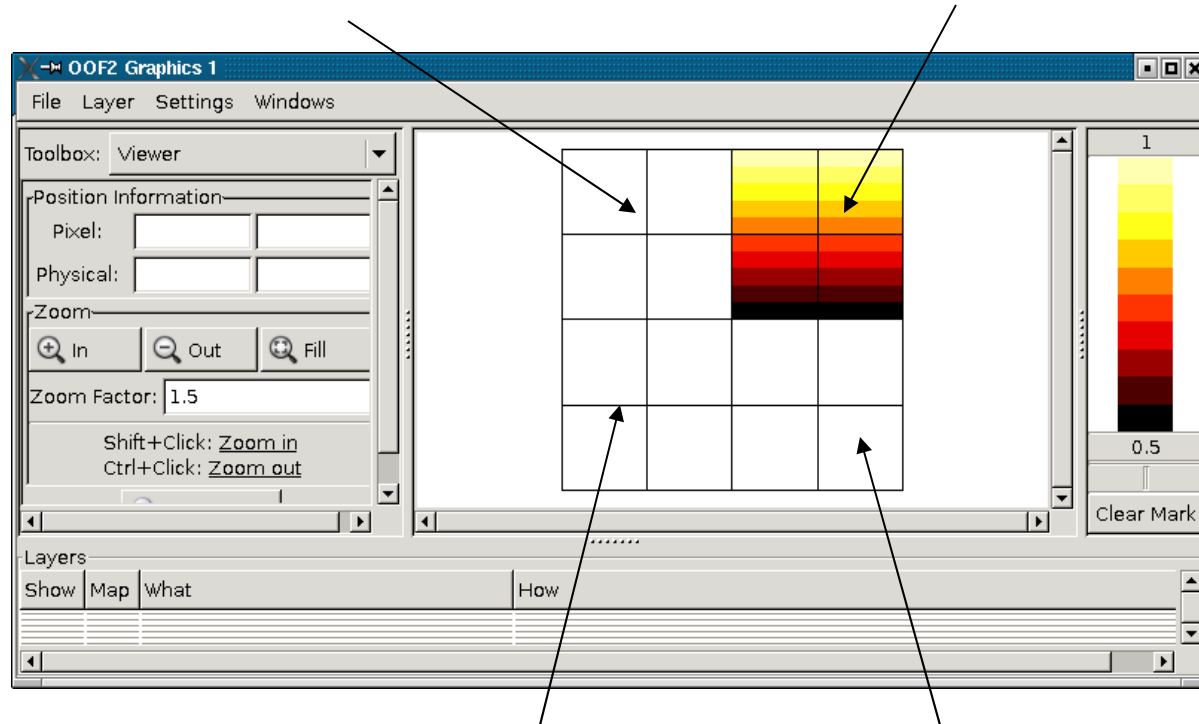 OOF2 Graphics 1
File Layer Settings Windows
Toolbox: Viewer
Position Information
Pixel:
Physical:
Zoom
In Out Fill
Zoom Factor: 1.5
Shift+Click: Zoom in
Ctrl+Click: Zoom out
1
0.5
Clear Mark
Layers
Show Map What How